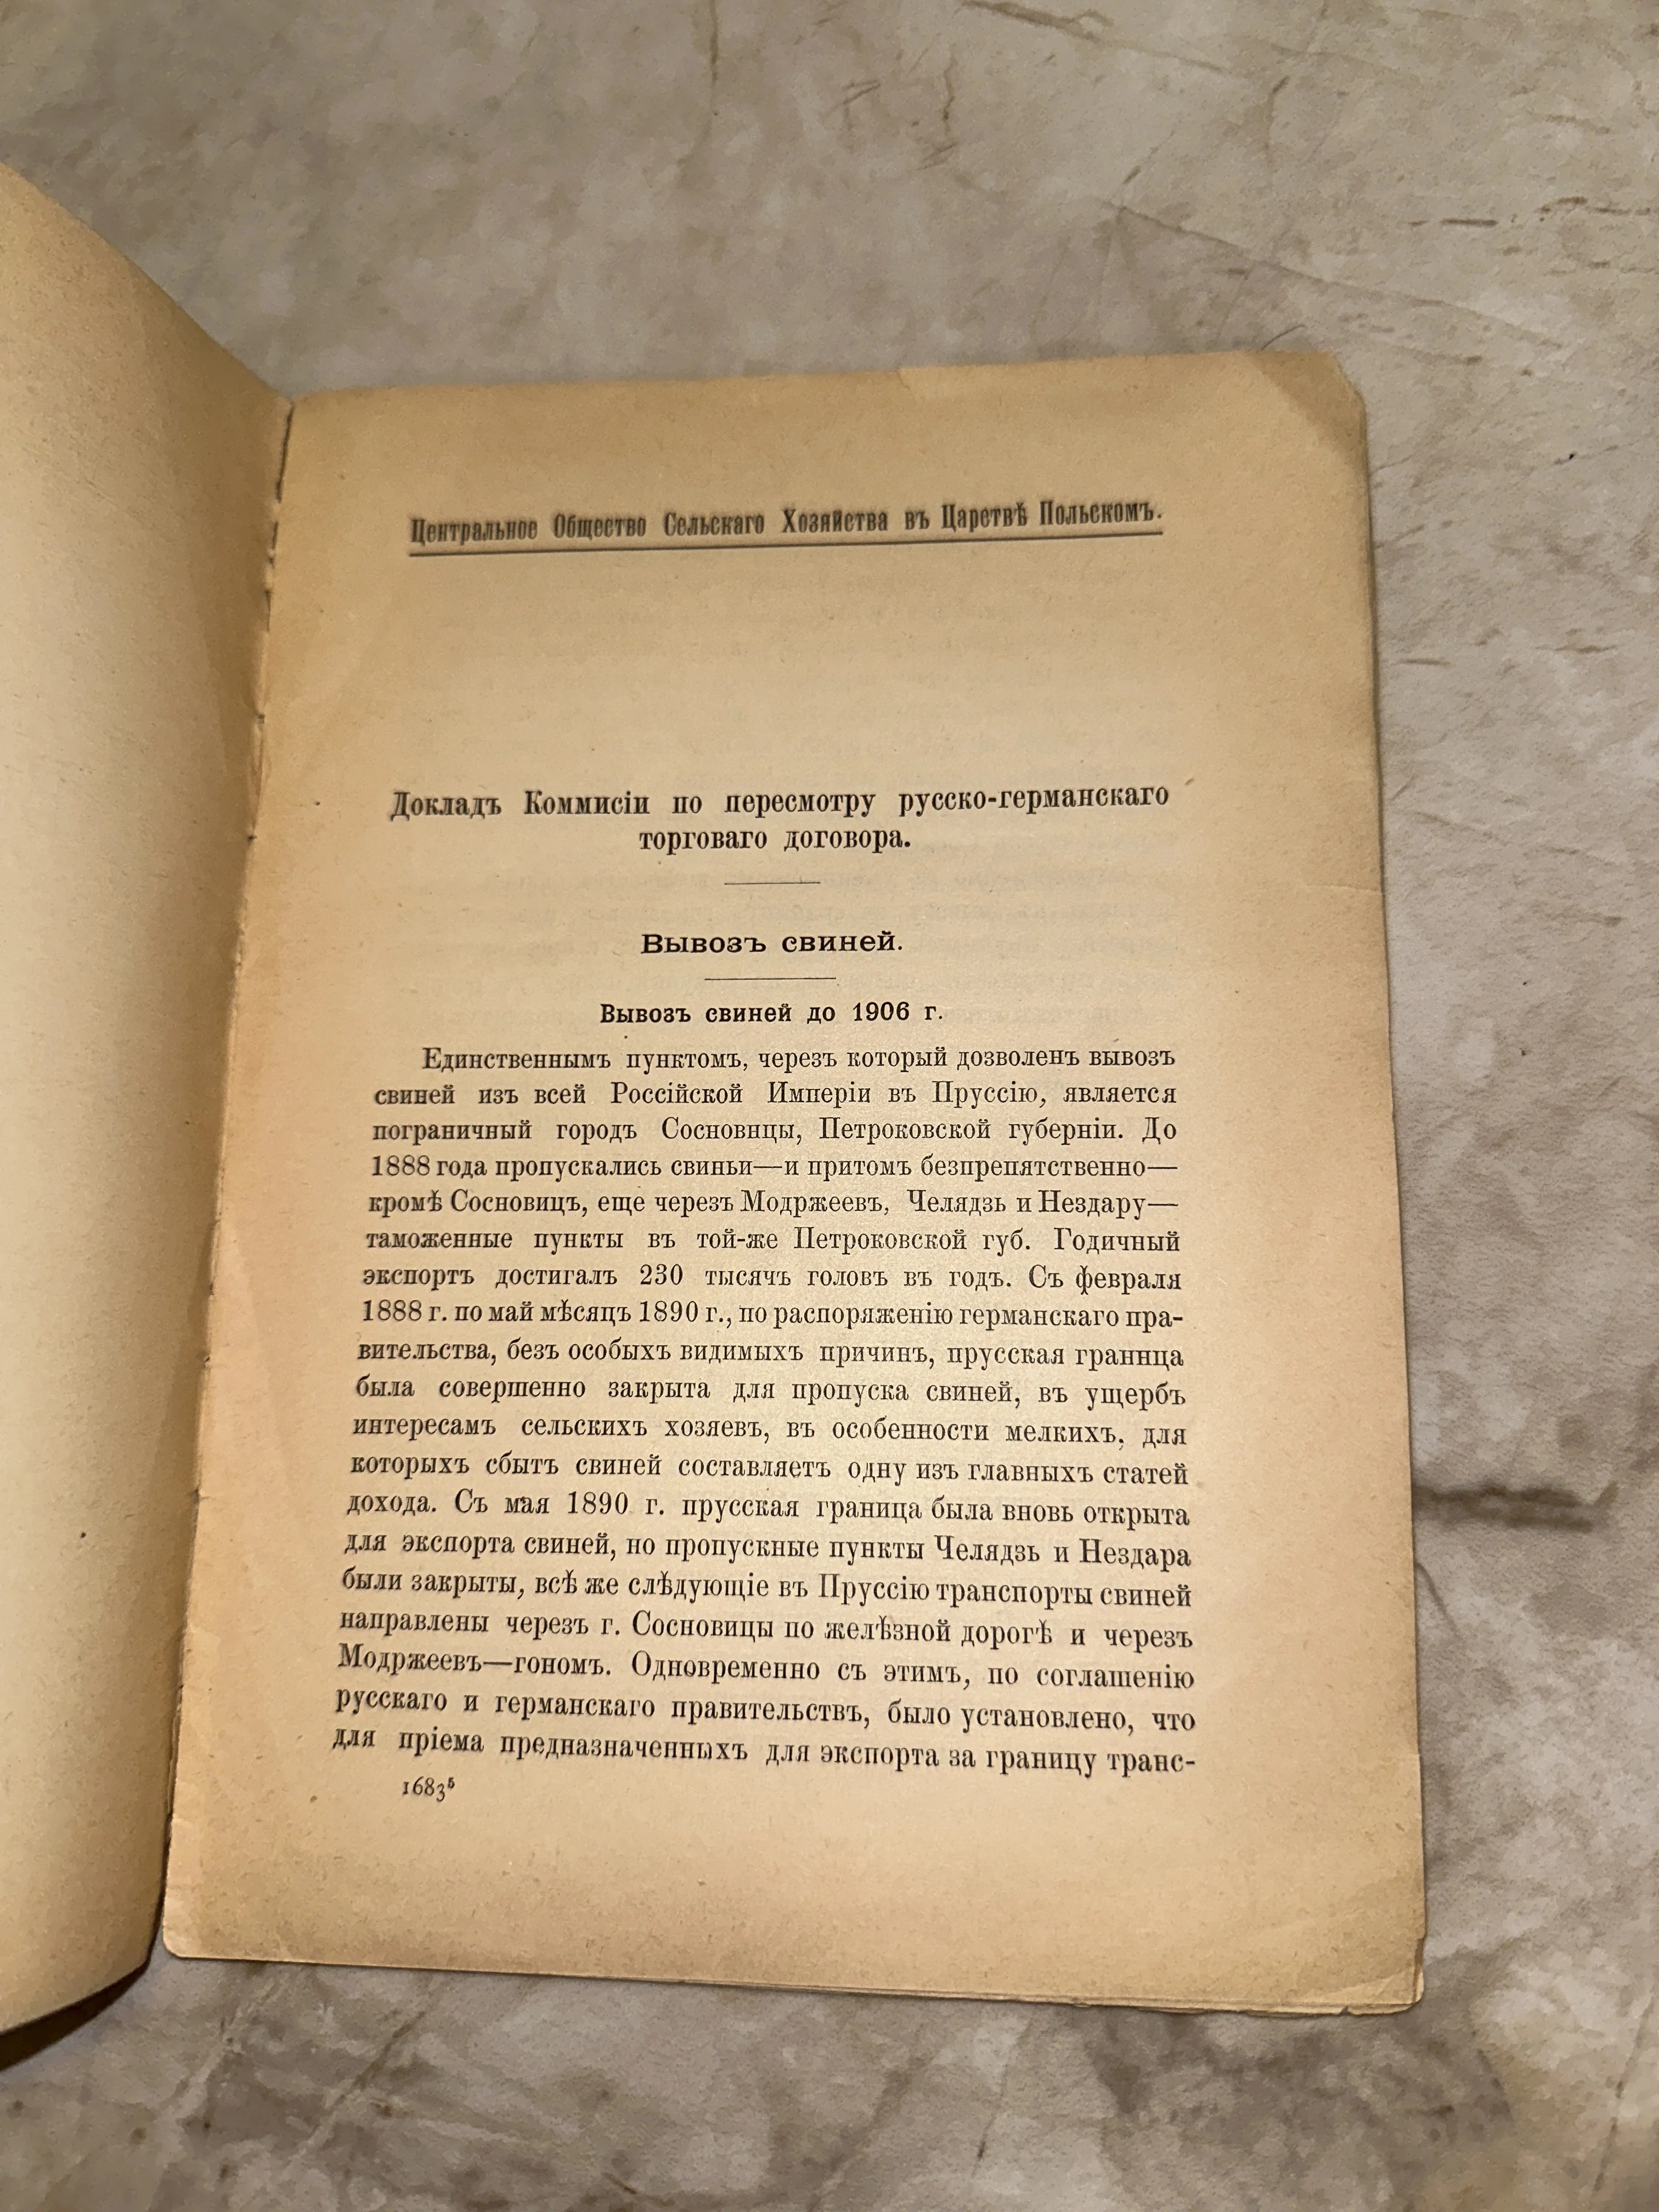 Центральное Общество Сельскаго Хозяйства въ Царствѣ Польскомъ.
Докладъ Коммисіи по пересмотру русско-германскаго
торговаго договора.
Вывозъ свиней.
Вывозъ свиней до 1906 г.
Единственнымъ пунктомъ, черезъ который дозволенъ вывозъ
свиней изъ всей Россійской Имперіи въ Пруссію, является
пограничный городъ Сосновнцы, Петроковской губерніи. До
1888 года пропускались свиньи—и притомъ безпрепятственно—
кромѣ Сосновицъ, еще черезъ Модржеевъ, Челядзь и Нездару—
таможенные пункты въ той-же Петроковской губ. Годичный
экспортъ достигалъ 230 тысячъ головъ въ годъ. Съ февраля
1888 г. по май мѣсяцъ 1890 г., по распоряженію германскаго пра-
вительства, безъ особыхъ видимыхъ причинъ, прусская граннца
была совершенно закрыта для пропуска свиней, въ ущербъ
интересамъ сельскихъ хозяевъ, въ особенности мелкихъ, для
которыхъ сбытъ свиней составляетъ одну изъ главныхъ статей
дохода. Съ мая 1890 г. прусская граница была вновь открыта
для экспорта свиней, но пропускные пункты Челядзь и Нездара
были закрыты, всѣ же слѣдующіе въ Пруссію транспорты свиней
направлены черезъ г. Сосновицы по желѣзной дорогѣ и черезъ
Модржеевъ—гономъ. Одновременно съ этимъ, по соглашенію
русскаго и германскаго правительствъ, было установлено, что
для пріема предназначенныхъ для экспорта за границу транс-
1683⁵